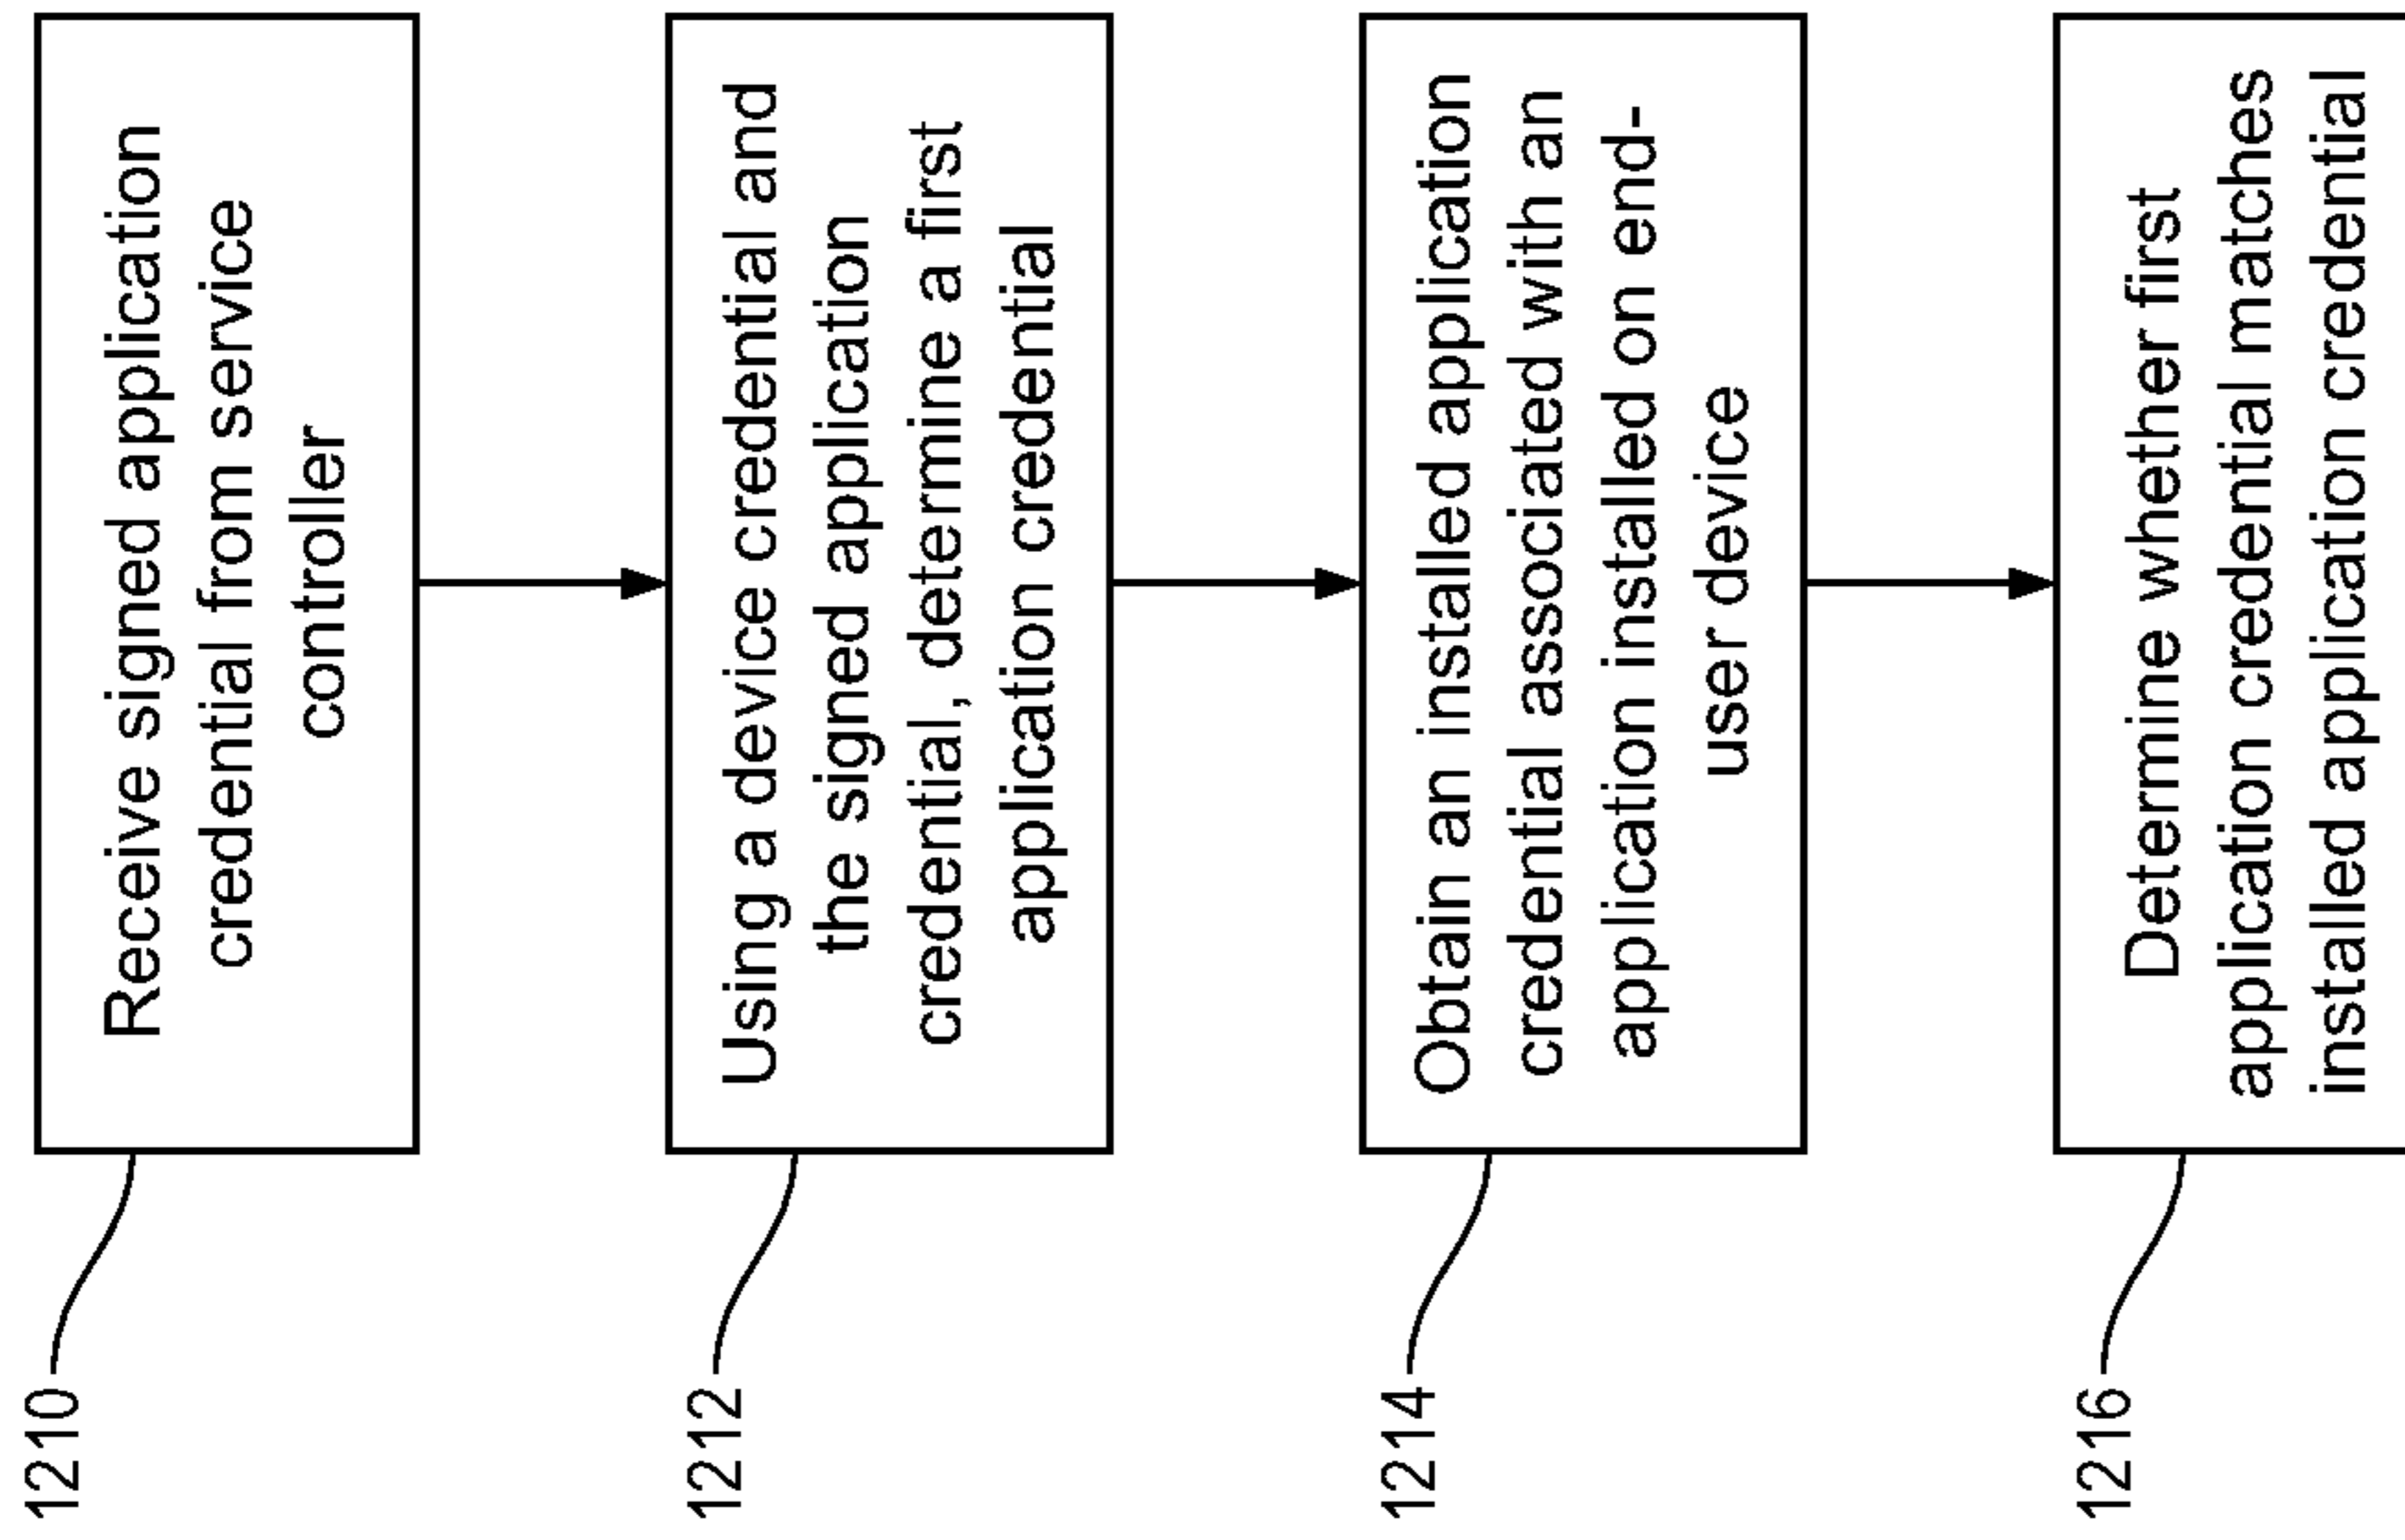 1210
Receive signed application
credential from service
controller
1212
Using a device credential and
the signed application
credential, determine a first
application credential
1214
Obtain an installed application
credential associated with an
application installed on end-
user device
1216
Determine whether first
application credential matches
installed application credential